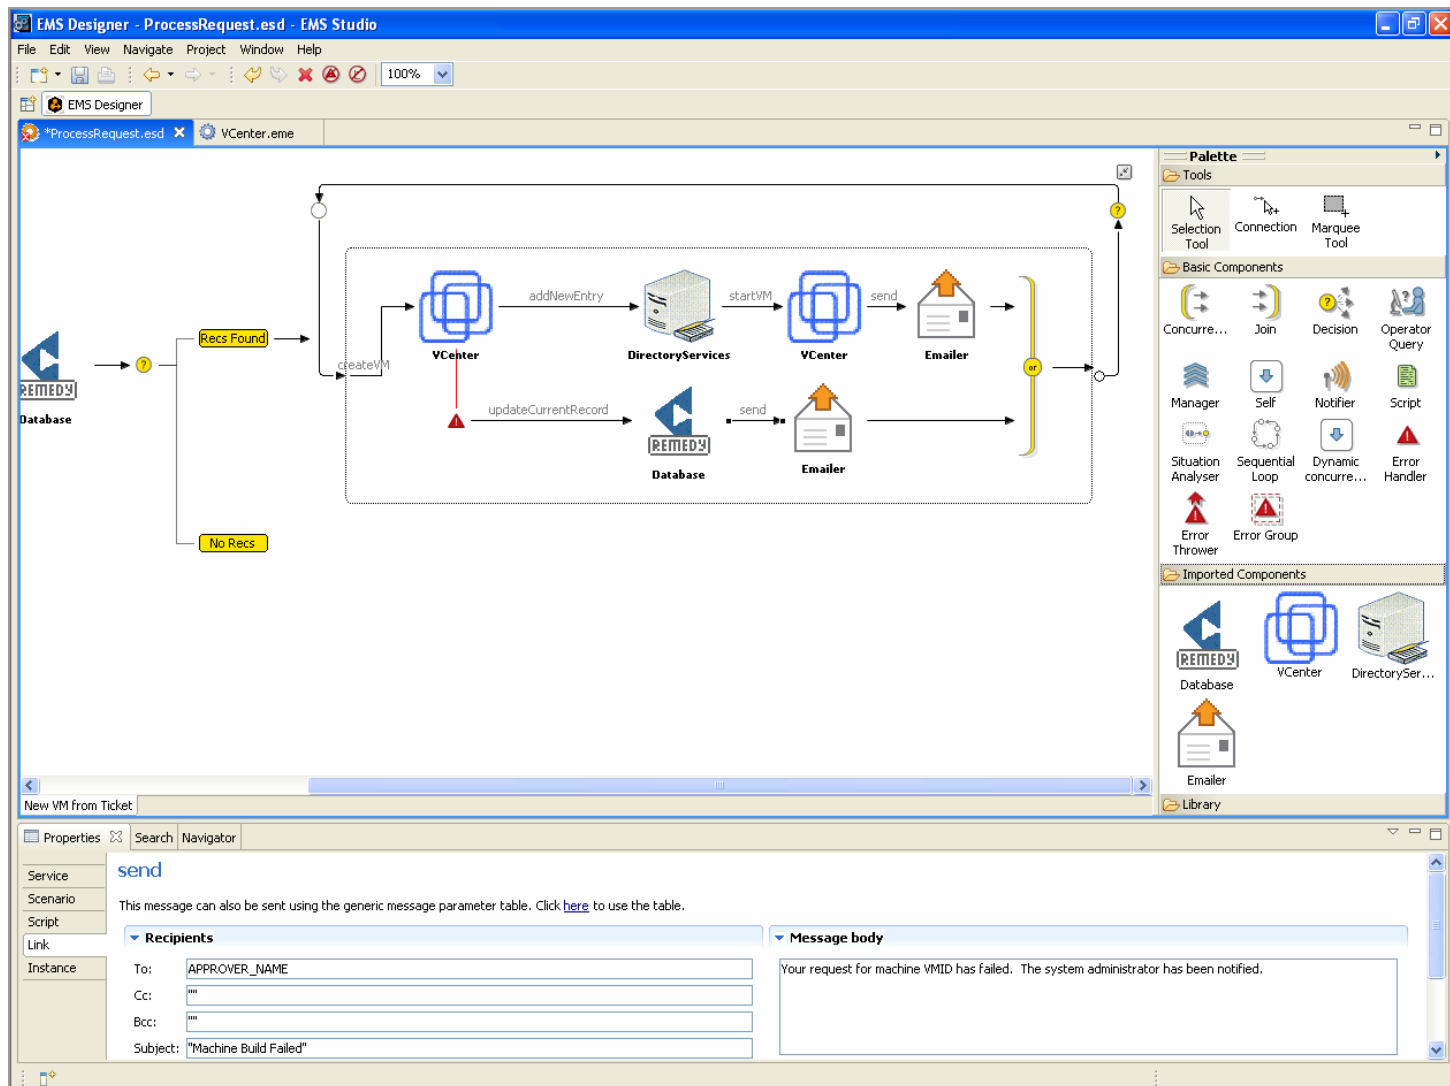 EMS Designer - ProcessRequest.esd - EMS Studio
File Edit View Navigate Project Window Help
100%
EMS Designer
*ProcessRequest.esd
VCenter.eme
Palette
Tools
Selection Tool
Connection
Marquee Tool
Basic Components
Concurre...
Join
Decision
Operator Query
Manager
Self
Notifier
Script
Situation Analyser
Sequential Loop
Dynamic concurre...
Error Handler
Error Thrower
Error Group
Imported Components
REMEDY
Database
VCenter
DirectorySer...
Emailer
Library
REMEDY
Database
?
Recs Found
No Recs
?
createVM
VCenter
addNewEntry
DirectoryServices
startVM
VCenter
send
Emailer
or
updateCurrentRecord
REMEDY
Database
send
Emailer
New VM from Ticket
Properties
Search
Navigator
Service
Scenario
Script
Link
Instance
send
This message can also be sent using the generic message parameter table. Click here to use the table.
Recipients
To: APPROVER_NAME
Cc: ""
Bcc: ""
Subject: "Machine Build Failed"
Message body
Your request for machine VMID has failed. The system administrator has been notified.